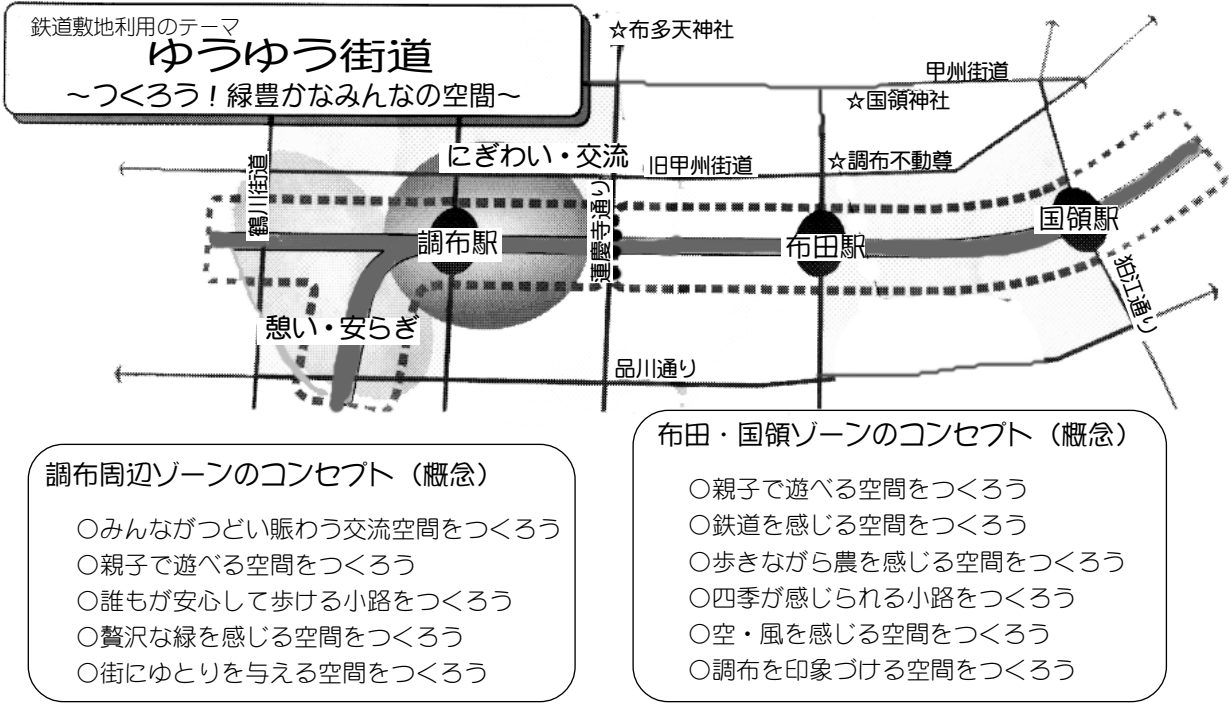 鉄道敷地利用のテーマ
ゆうゆう街道
～つくろう！緑豊かなみんなの空間～
☆布多天神社
甲州街道
☆国領神社
にぎわい・交流
旧甲州街道
☆調布不動尊
鶴川街道
調布駅
蓮慶寺通り
布田駅
国領駅
狛江通り
憩い・安らぎ
品川通り
調布周辺ゾーンのコンセプト（概念）
○みんながつどい賑わう交流空間をつくろう
○親子で遊べる空間をつくろう
○誰もが安心して歩ける小路をつくろう
○贅沢な緑を感じる空間をつくろう
○街にゆとりを与える空間をつくろう
布田・国領ゾーンのコンセプト（概念）
○親子で遊べる空間をつくろう
○鉄道を感じる空間をつくろう
○歩きながら農を感じる空間をつくろう
○四季が感じられる小路をつくろう
○空・風を感じる空間をつくろう
○調布を印象づける空間をつくろう